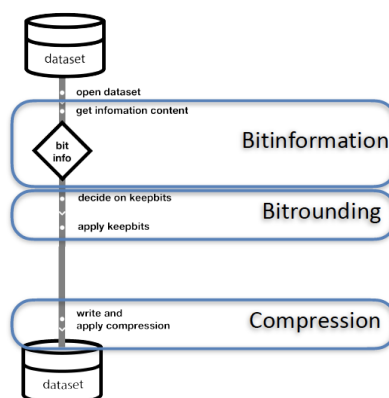 dataset
open dataset
get infomation content
bit
info
Bitinformation
decide on keepbits
Bitrounding
apply keepbits
write and
apply compression
Compression
dataset